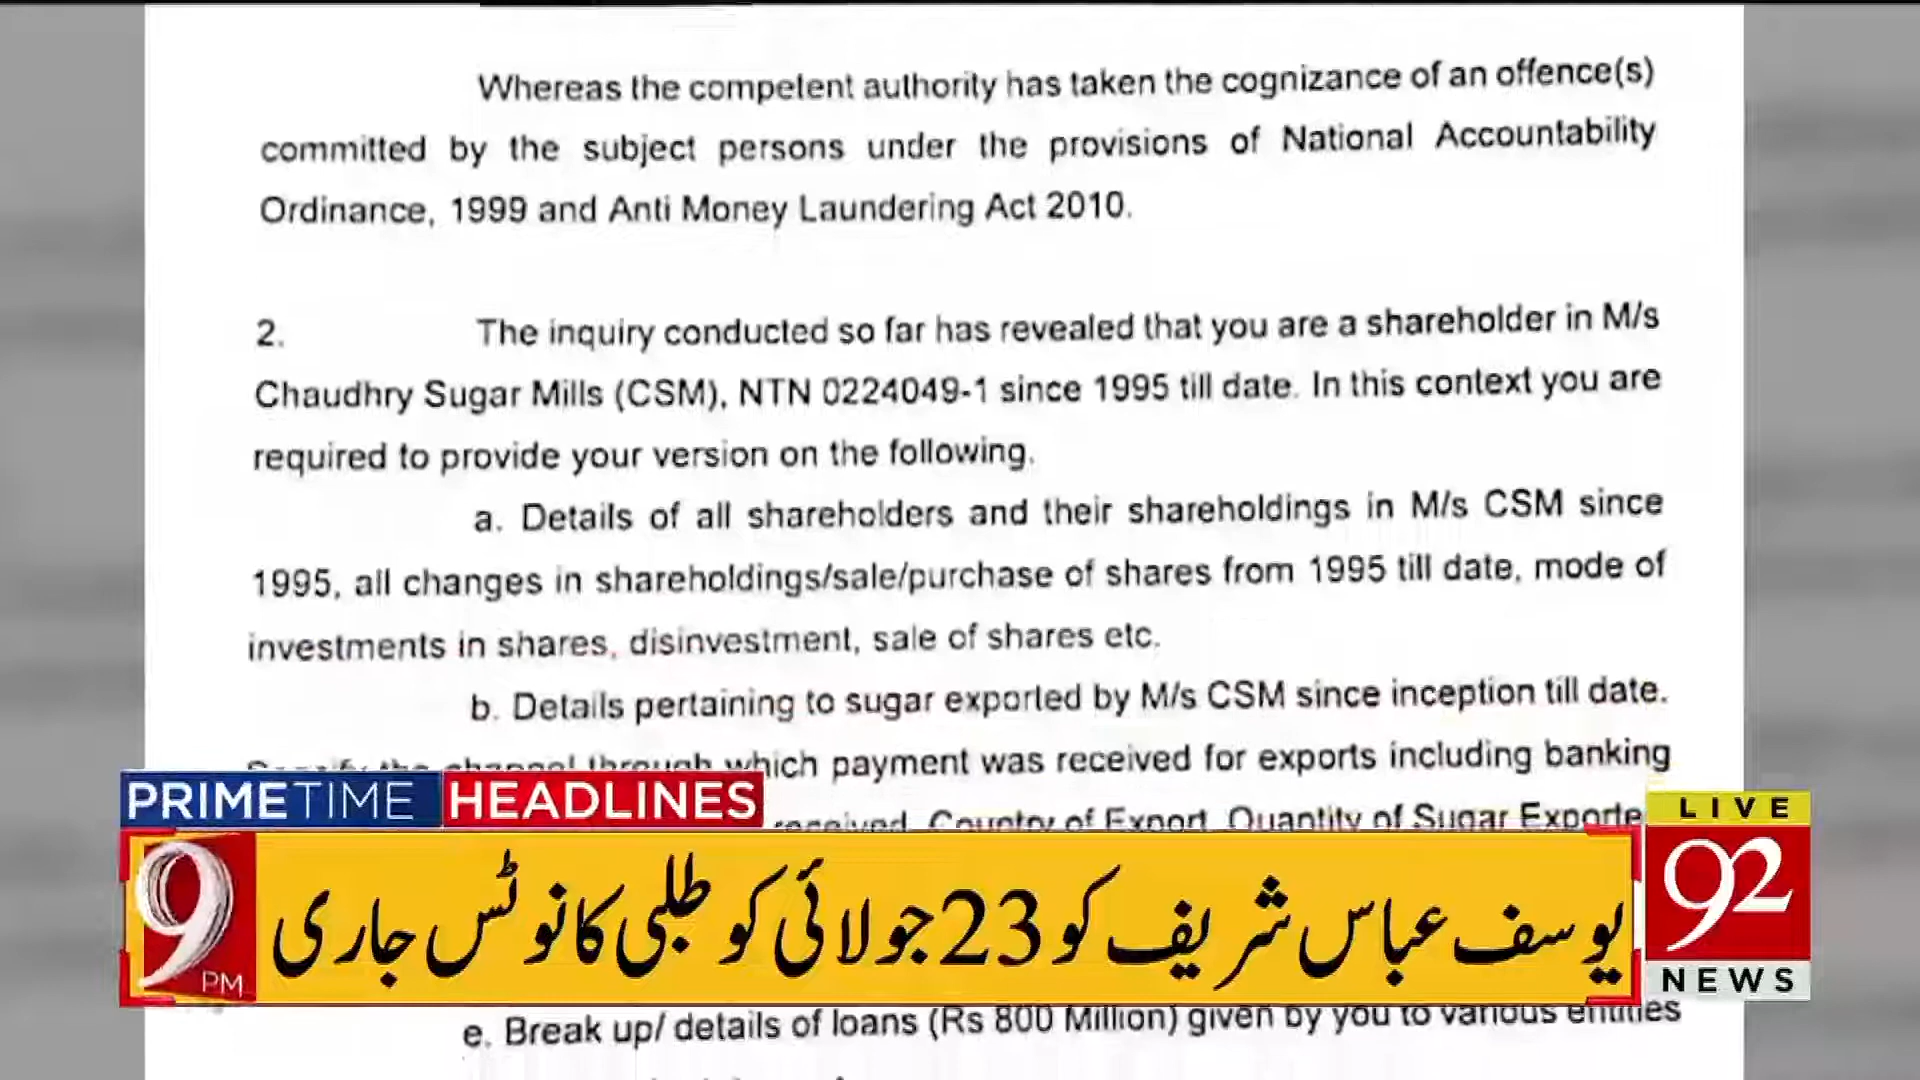 Whereas the competent authority has taken the cognizance of an offence(s)
committed by the subject persons under the provisions of National Accountability
Ordinance, 1999 and Anti Money Laundering Act 2010.
2. The inquiry conducted so far has revealed that you are a shareholder in M/s
Chaudhry Sugar Mills (CSM), NTN 0224049-1 since 1995 till date. In this context you are
required to provide your version on the following.
a. Details of all shareholders and their shareholdings in M/s CSM since
1995, all changes in shareholdings/sale/purchase of shares from 1995 till date, mode of
investments in shares, disinvestment, sale of shares etc.
b. Details pertaining to sugar exported by M/s CSM since inception till date.
Specify the channel through which payment was received for exports including banking
received, Country of Export, Quantity of Sugar Exporte
PRIMETIME HEADLINES
LIVE
9 PM
یوسف عباس شریف کو 23 جولائی کو طلبی کا نوٹس جاری
92
NEWS
e. Break up/ details of loans (Rs 800 Million) given by you to various entities